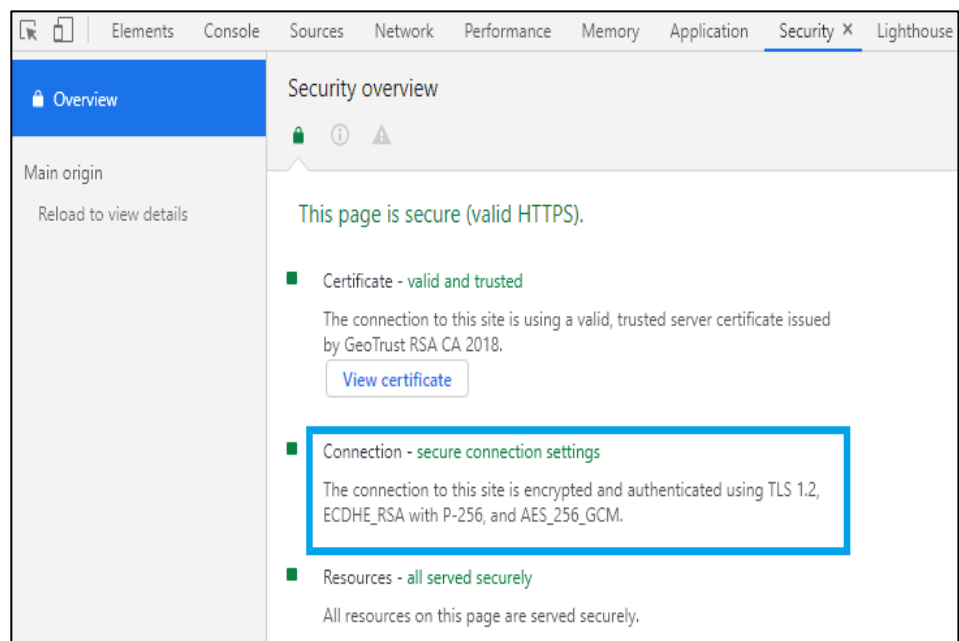 Elements Console Sources Network Performance Memory Application Security × Lighthouse
Overview
Main origin
Reload to view details
Security overview
This page is secure (valid HTTPS).
Certificate - valid and trusted
The connection to this site is using a valid, trusted server certificate issued
by GeoTrust RSA CA 2018.
View certificate
Connection - secure connection settings
The connection to this site is encrypted and authenticated using TLS 1.2,
ECDHE_RSA with P-256, and AES_256_GCM.
Resources - all served securely
All resources on this page are served securely.